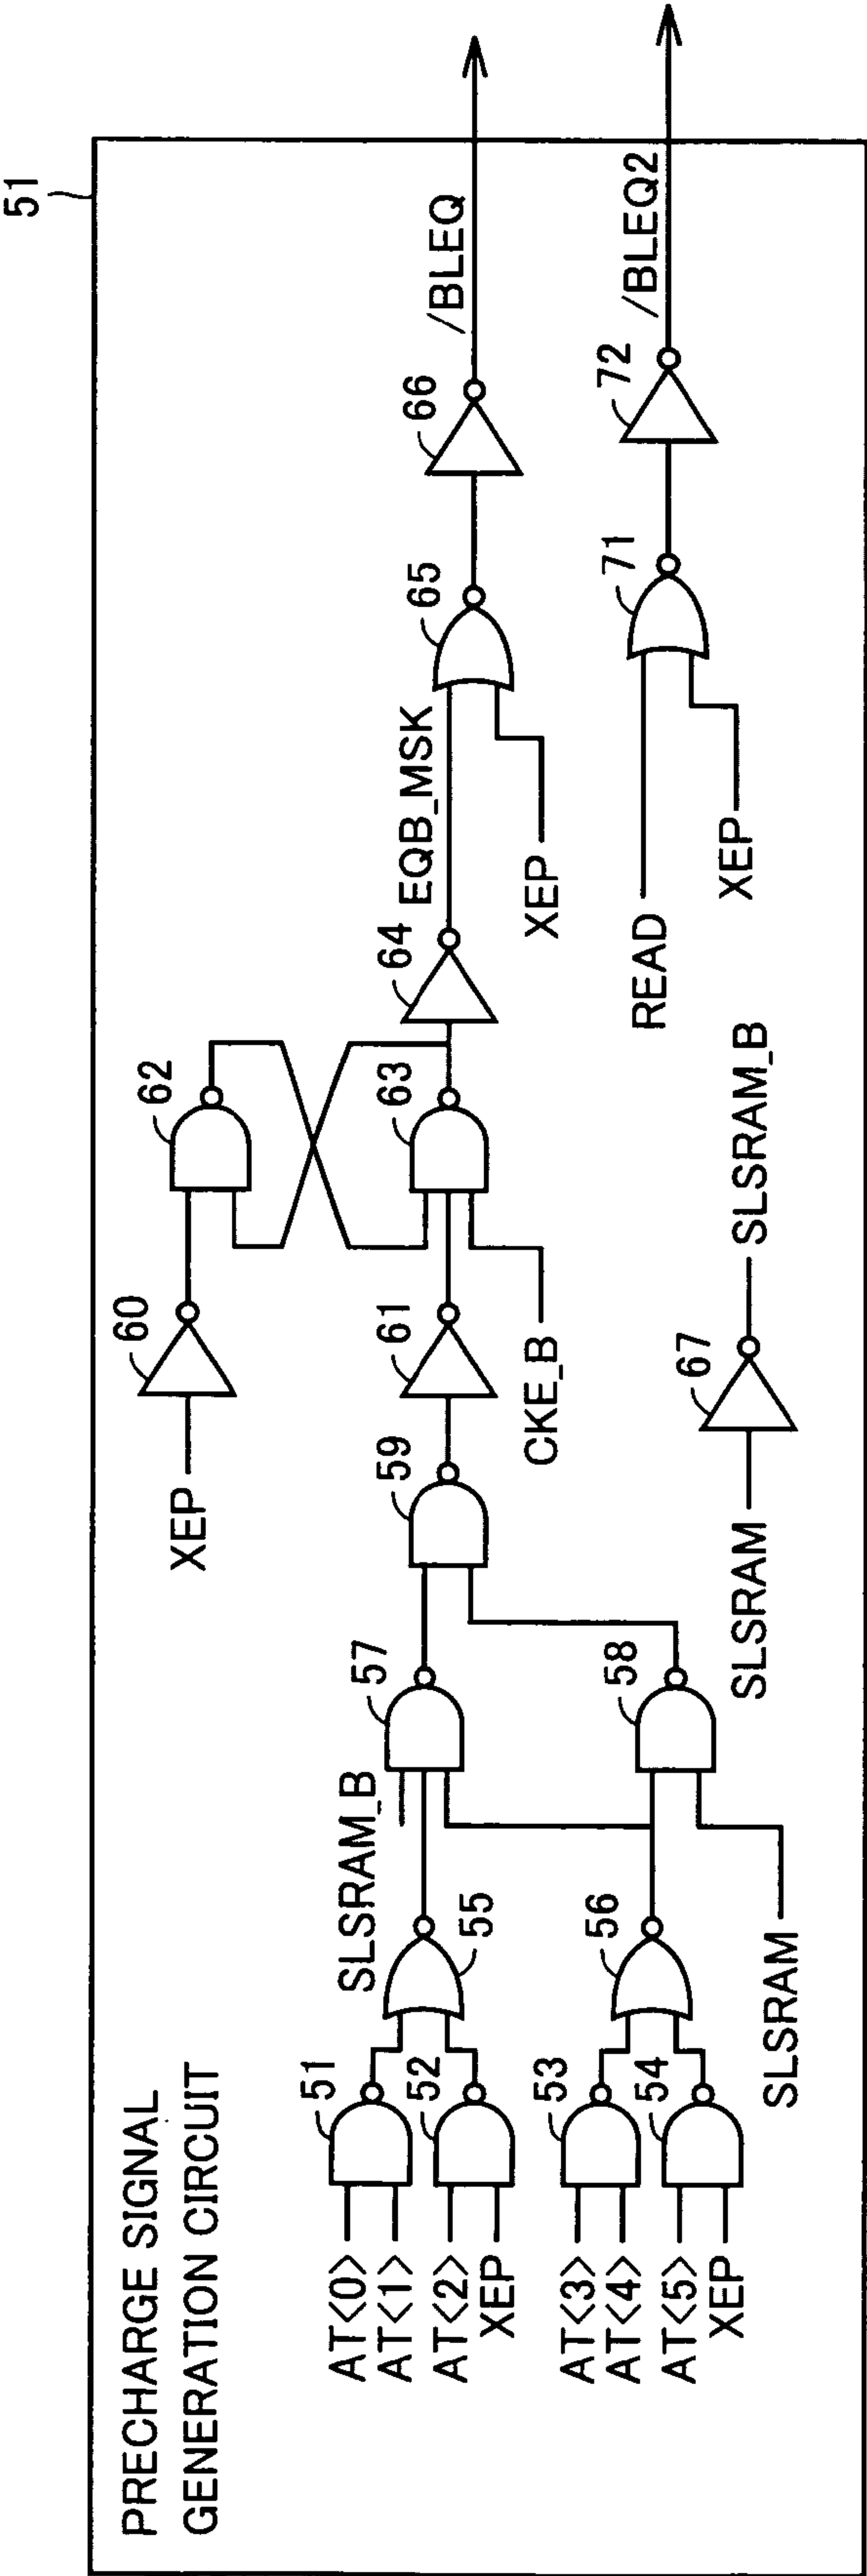 51
PRECHARGE SIGNAL
GENERATION CIRCUIT
AT<0>
AT<1>
AT<2>
XEP
AT<3>
AT<4>
AT<5>
XEP
51
52
53
54
55
56
SLSRAM_B
SLSRAM
57
58
59
XEP
60
61
CKE_B
62
63
64
EQB_MSK
XEP
65
66
/BLEQ
SLSRAM
67
SLSRAM_B
READ
XEP
71
72
/BLEQ2